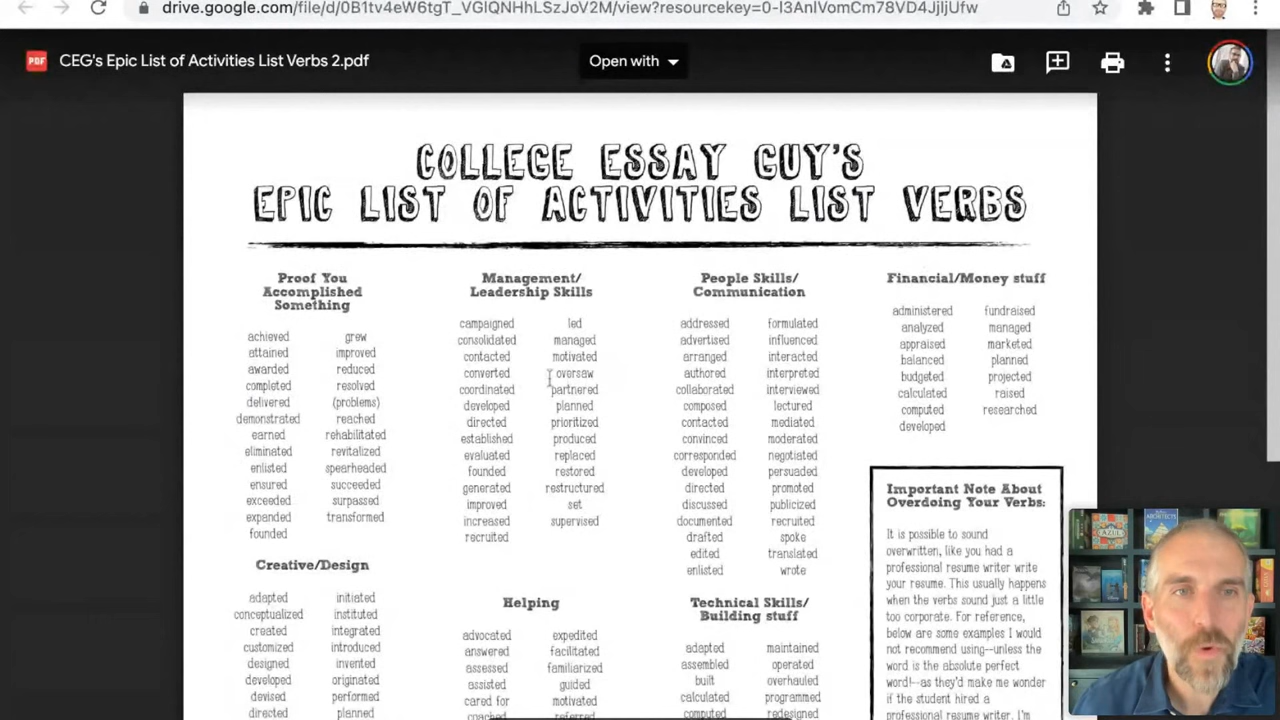 drive.google.com/file/d/0B1tv4eW6tgT_VGlQNHhLSzJoV2M/view?resourcekey=0-I3AnIVomCm78VD4JjIjUfw
PDF
CEG's Epic List of Activities List Verbs 2.pdf
Open with
COLLEGE ESSAY GUY'S
EPIC LIST OF ACTIVITIES LIST VERBS
Proof You
Accomplished
Something
achieved
attained
awarded
completed
delivered
demonstrated
earned
eliminated
enlisted
ensured
exceeded
expanded
founded
grew
improved
reduced
resolved
(problems)
reached
rehabilitated
revitalized
spearheaded
succeeded
surpassed
transformed
Creative/Design
adapted
conceptualized
created
customized
designed
developed
devised
directed
initiated
instituted
integrated
introduced
invented
originated
performed
planned
Management/
Leadership Skills
campaigned
consolidated
contacted
converted
coordinated
developed
directed
established
evaluated
founded
generated
improved
increased
recruited
led
managed
motivated
oversaw
partnered
planned
prioritized
produced
replaced
restored
restructured
set
supervised
Helping
advocated
answered
assessed
assisted
cared for
coached
expedited
facilitated
familiarized
guided
motivated
referred
People Skills/
Communication
addressed
advertised
arranged
authored
collaborated
composed
contacted
convinced
corresponded
developed
directed
discussed
documented
drafted
edited
enlisted
formulated
influenced
interacted
interpreted
interviewed
lectured
mediated
moderated
negotiated
persuaded
promoted
publicized
recruited
spoke
translated
wrote
Technical Skills/
Building stuff
adapted
assembled
built
calculated
computed
maintained
operated
overhauled
programmed
redesigned
Financial/Money stuff
administered
analyzed
appraised
balanced
budgeted
calculated
computed
developed
fundraised
managed
marketed
planned
projected
raised
researched
Important Note About
Overdoing Your Verbs:
It is possible to sound
overwritten, like you had a
professional resume writer write
your resume. This usually happens
when the verbs sound just a little
too corporate. For reference,
below are some examples I would
not recommend using--unless the
word is the absolute perfect
word!--as they'd make me wonder
if the student hired a
professional resume writer. I'm